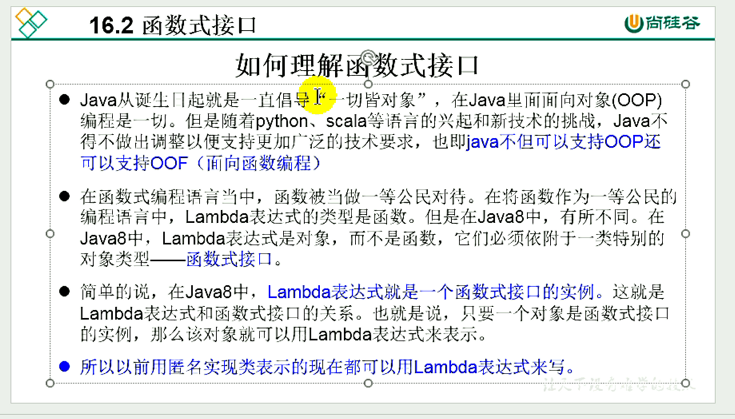 16.2 函数式接口
尚硅谷
如何理解函数式接口
Java从诞生日起就是一直倡导“一切皆对象”，在Java里面面向对象(OOP)
编程是一切。但是随着python、scala等语言的兴起和新技术的挑战，Java不
得不做出调整以便支持更加广泛的技术要求，也即java不但可以支持OOP还
可以支持OOF（面向函数编程）
在函数式编程语言当中，函数被当做一等公民对待。在将函数作为一等公民的
编程语言中，Lambda表达式的类型是函数。但是在Java8中，有所不同。在
Java8中，Lambda表达式是对象，而不是函数，它们必须依附于一类特别的
对象类型——函数式接口。
简单的说，在Java8中，Lambda表达式就是一个函数式接口的实例。这就是
Lambda表达式和函数式接口的关系。也就是说，只要一个对象是函数式接口
的实例，那么该对象就可以用Lambda表达式来表示。
所以以前用匿名实现类表示的现在都可以用Lambda表达式来写。